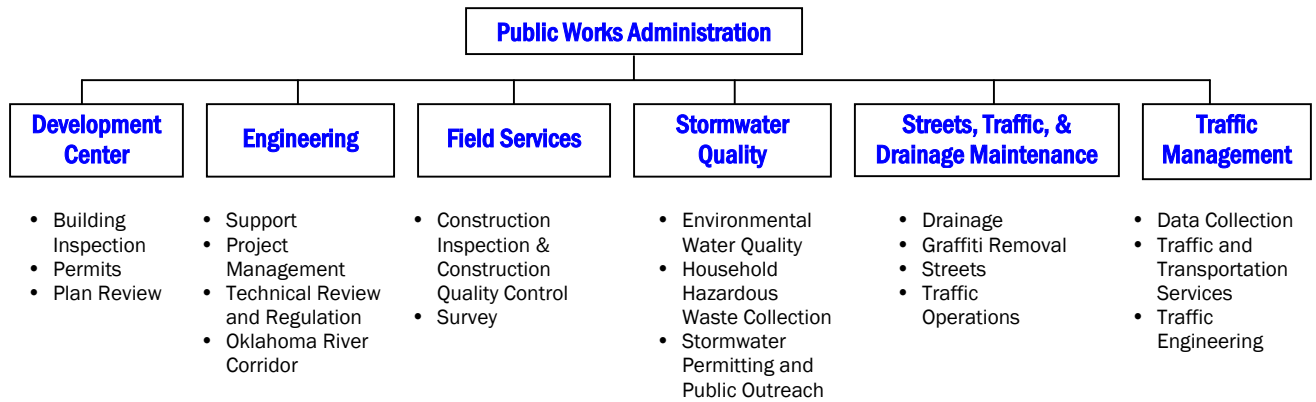 Public Works Administration
Development
Center
Engineering
Field Services
Stormwater
Quality
Streets, Traffic, &
Drainage Maintenance
Traffic
Management
• Building
Inspection
• Permits
• Plan Review
• Support
• Project
Management
• Technical Review
and Regulation
• Oklahoma River
Corridor
• Construction
Inspection &
Construction
Quality Control
• Survey
• Environmental
Water Quality
• Household
Hazardous
Waste Collection
• Stormwater
Permitting and
Public Outreach
• Drainage
• Graffiti Removal
• Streets
• Traffic
Operations
• Data Collection
• Traffic and
Transportation
Services
• Traffic
Engineering